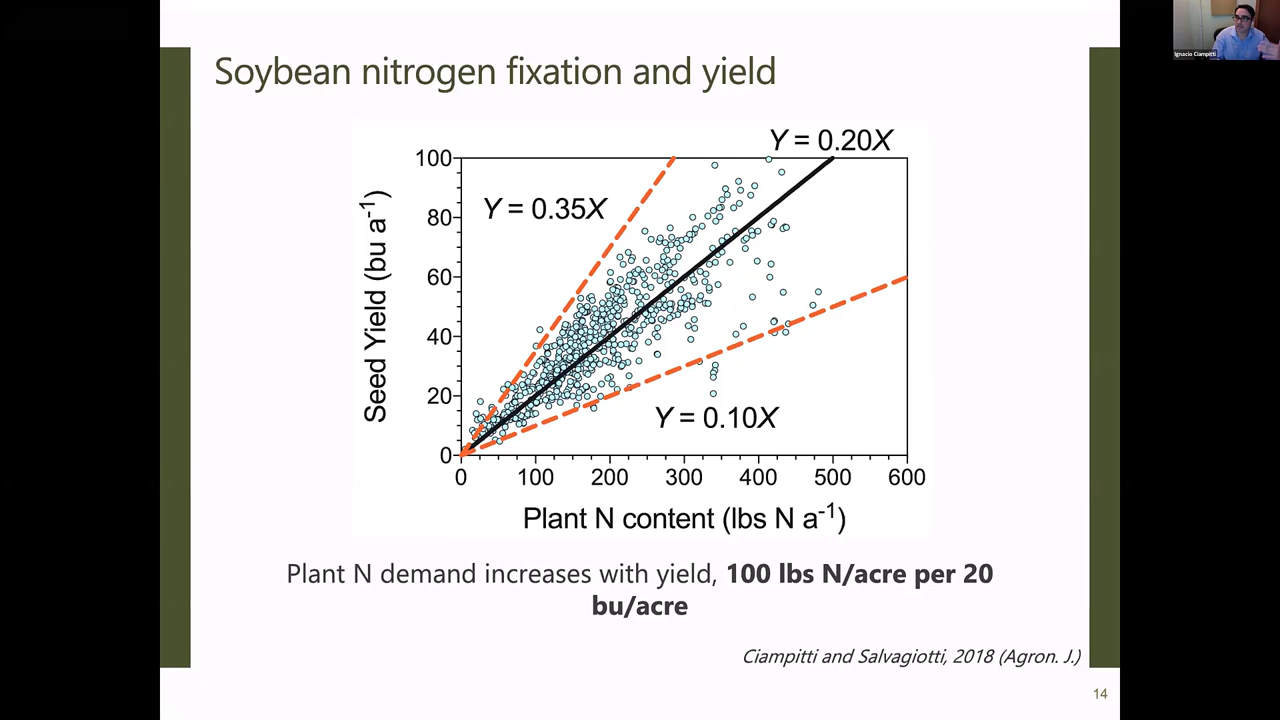 Ignacio Ciampitti
Soybean nitrogen fixation and yield
Y = 0.20X
Y = 0.35X
Y = 0.10X
100
80
60
40
20
0
Seed Yield (bu a⁻¹)
0 100 200 300 400 500 600
Plant N content (lbs N a⁻¹)
Plant N demand increases with yield, 100 lbs N/acre per 20
bu/acre
Ciampitti and Salvagiotti, 2018 (Agron. J.)
14